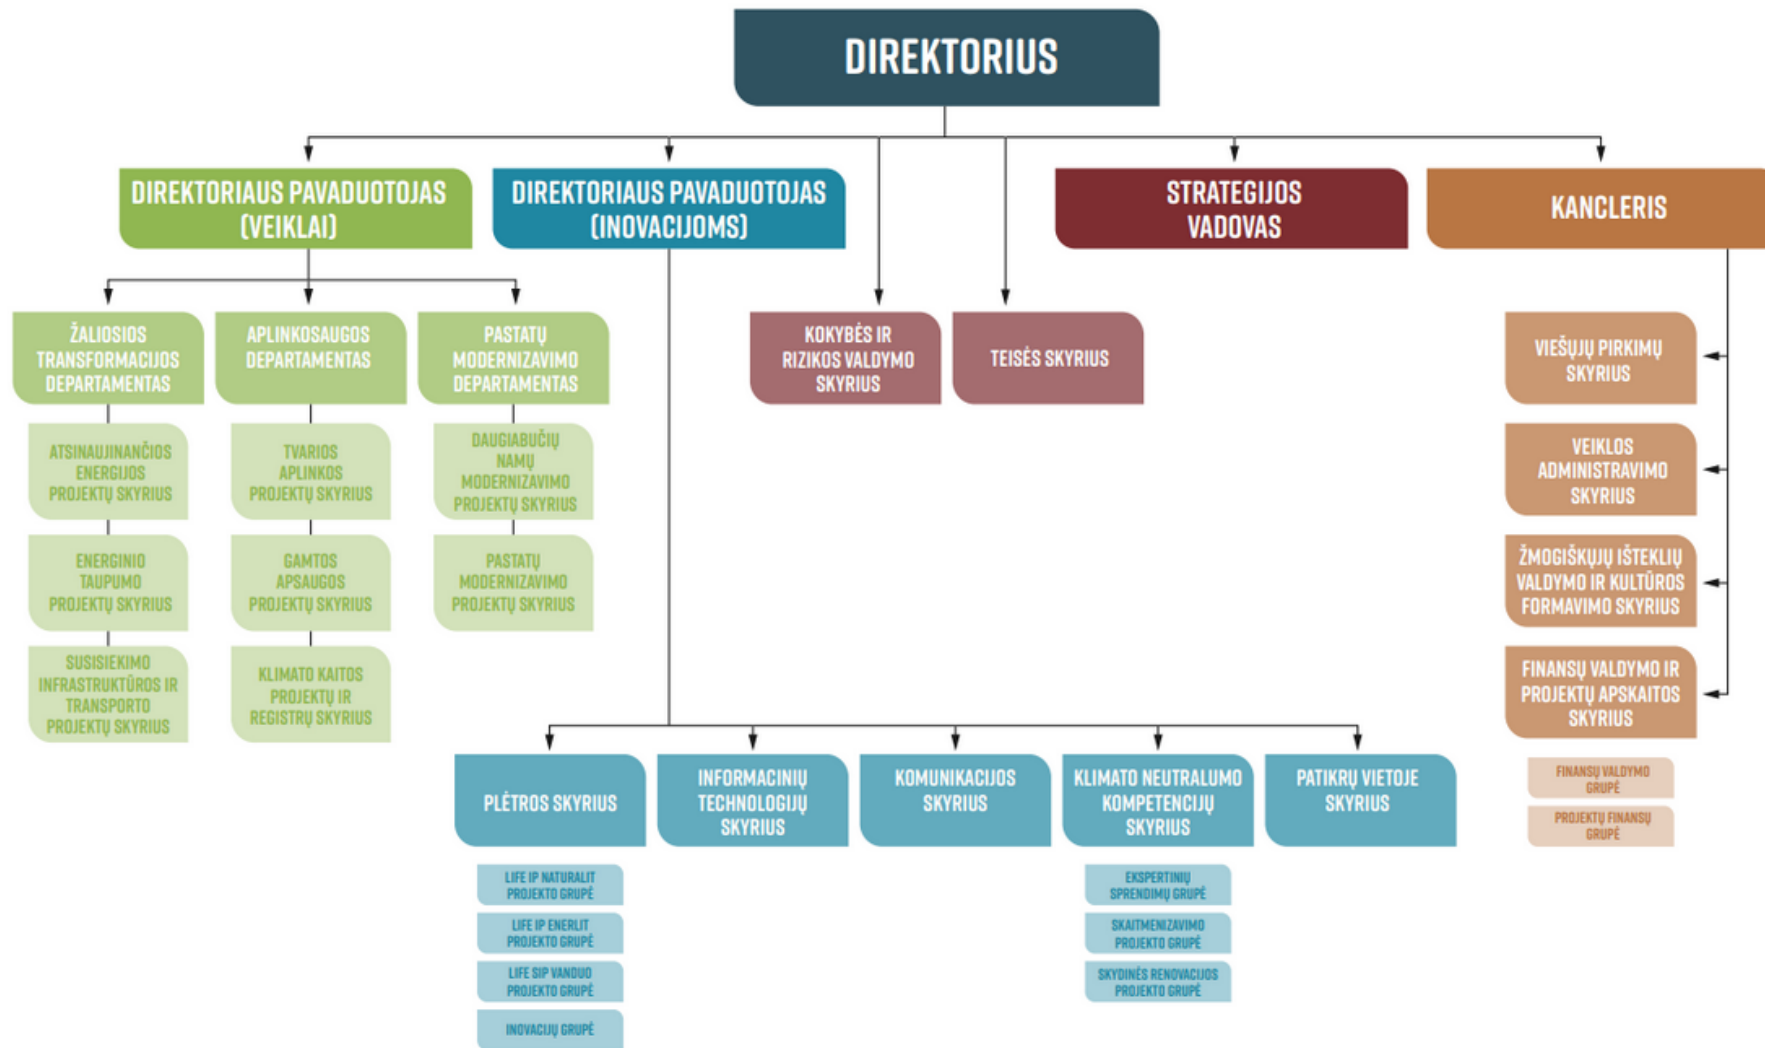 DIREKTORIUS
DIREKTORIAUS PAVADUOTOJAS
(VEIKLAI)
DIREKTORIAUS PAVADUOTOJAS
(INOVACIJOMS)
STRATEGIJOS
VADOVAS
KANCLERIS
ŽALIOSIOS
TRANSFORMACIJOS
DEPARTAMENTAS
APLINKOSAUGOS
DEPARTAMENTAS
PASTATŲ
MODERNIZAVIMO
DEPARTAMENTAS
KOKYBĖS IR
RIZIKOS VALDYMO
SKYRIUS
TEISĖS SKYRIUS
VIEŠŲJŲ PIRKIMŲ
SKYRIUS
ATSINAUJINANČIOS
ENERGIJOS
PROJEKTŲ SKYRIUS
TVARIOS
APLINKOS
PROJEKTŲ SKYRIUS
DAUGIABUČIŲ
NAMŲ
MODERNIZAVIMO
PROJEKTŲ SKYRIUS
VEIKLOS
ADMINISTRAVIMO
SKYRIUS
ENERGINIO
TAUPUMO
PROJEKTŲ SKYRIUS
GAMTOS
APSAUGOS
PROJEKTŲ SKYRIUS
PASTATŲ
MODERNIZAVIMO
PROJEKTŲ SKYRIUS
ŽMOGIŠKŲJŲ IŠTEKLIŲ
VALDYMO IR KULTŪROS
FORMAVIMO SKYRIUS
SUSISIEKIMO
INFRASTRUKTŪROS IR
TRANSPORTO
PROJEKTŲ SKYRIUS
KLIMATO KAITOS
PROJEKTŲ IR
REGISTRŲ SKYRIUS
FINANSŲ VALDYMO IR
PROJEKTŲ APSKAITOS
SKYRIUS
PLĖTROS SKYRIUS
INFORMACINIŲ
TECHNOLOGIJŲ
SKYRIUS
KOMUNIKACIJOS
SKYRIUS
KLIMATO NEUTRALUMO
KOMPETENCIJŲ
SKYRIUS
PATIKRŲ VIETOJE
SKYRIUS
FINANSŲ VALDYMO
GRUPĖ
PROJEKTŲ FINANSŲ
GRUPĖ
LIFE IP NATURALIT
PROJEKTO GRUPĖ
LIFE IP ENERLIT
PROJEKTO GRUPĖ
LIFE SIP VANDUO
PROJEKTO GRUPĖ
INOVACIJŲ GRUPĖ
EKSPERTINIŲ
SPRENDIMŲ GRUPĖ
SKAITMENIZAVIMO
PROJEKTO GRUPĖ
SKYDINĖS RENOVACIJOS
PROJEKTO GRUPĖ